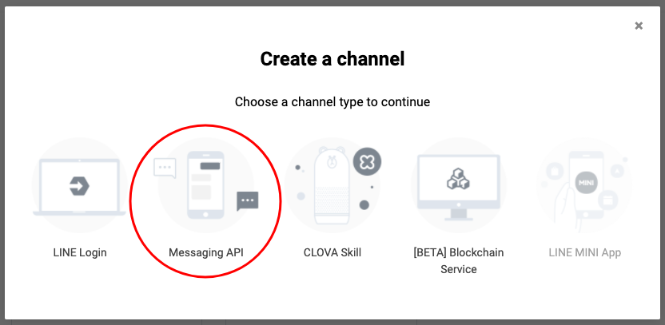 Create a channel
Choose a channel type to continue
MINI
LINE Login
Messaging API
CLOVA Skill
[BETA] Blockchain
Service
LINE MINI App